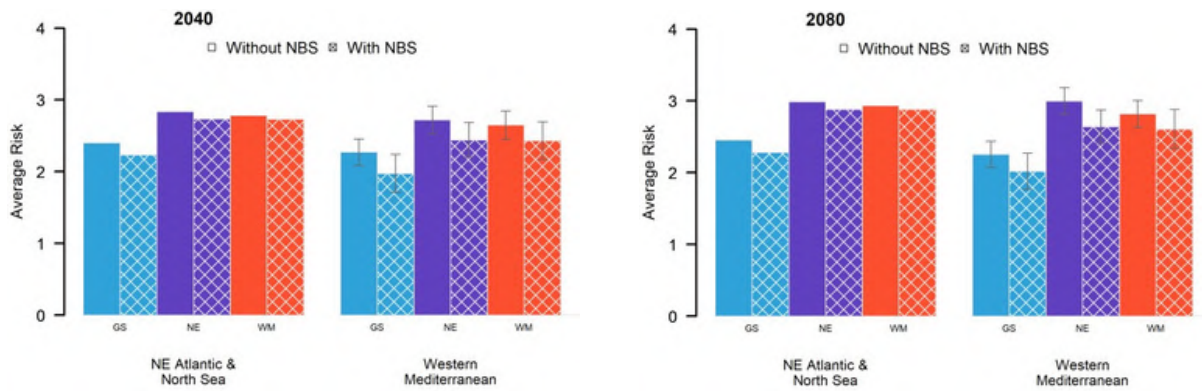 2040
Without NBS With NBS
Average Risk
4
3
2
1
0
GS NE WM GS NE WM
NE Atlantic &
North Sea
Western
Mediterranean
2080
Without NBS With NBS
Average Risk
4
3
2
1
0
GS NE WM GS NE WM
NE Atlantic &
North Sea
Western
Mediterranean